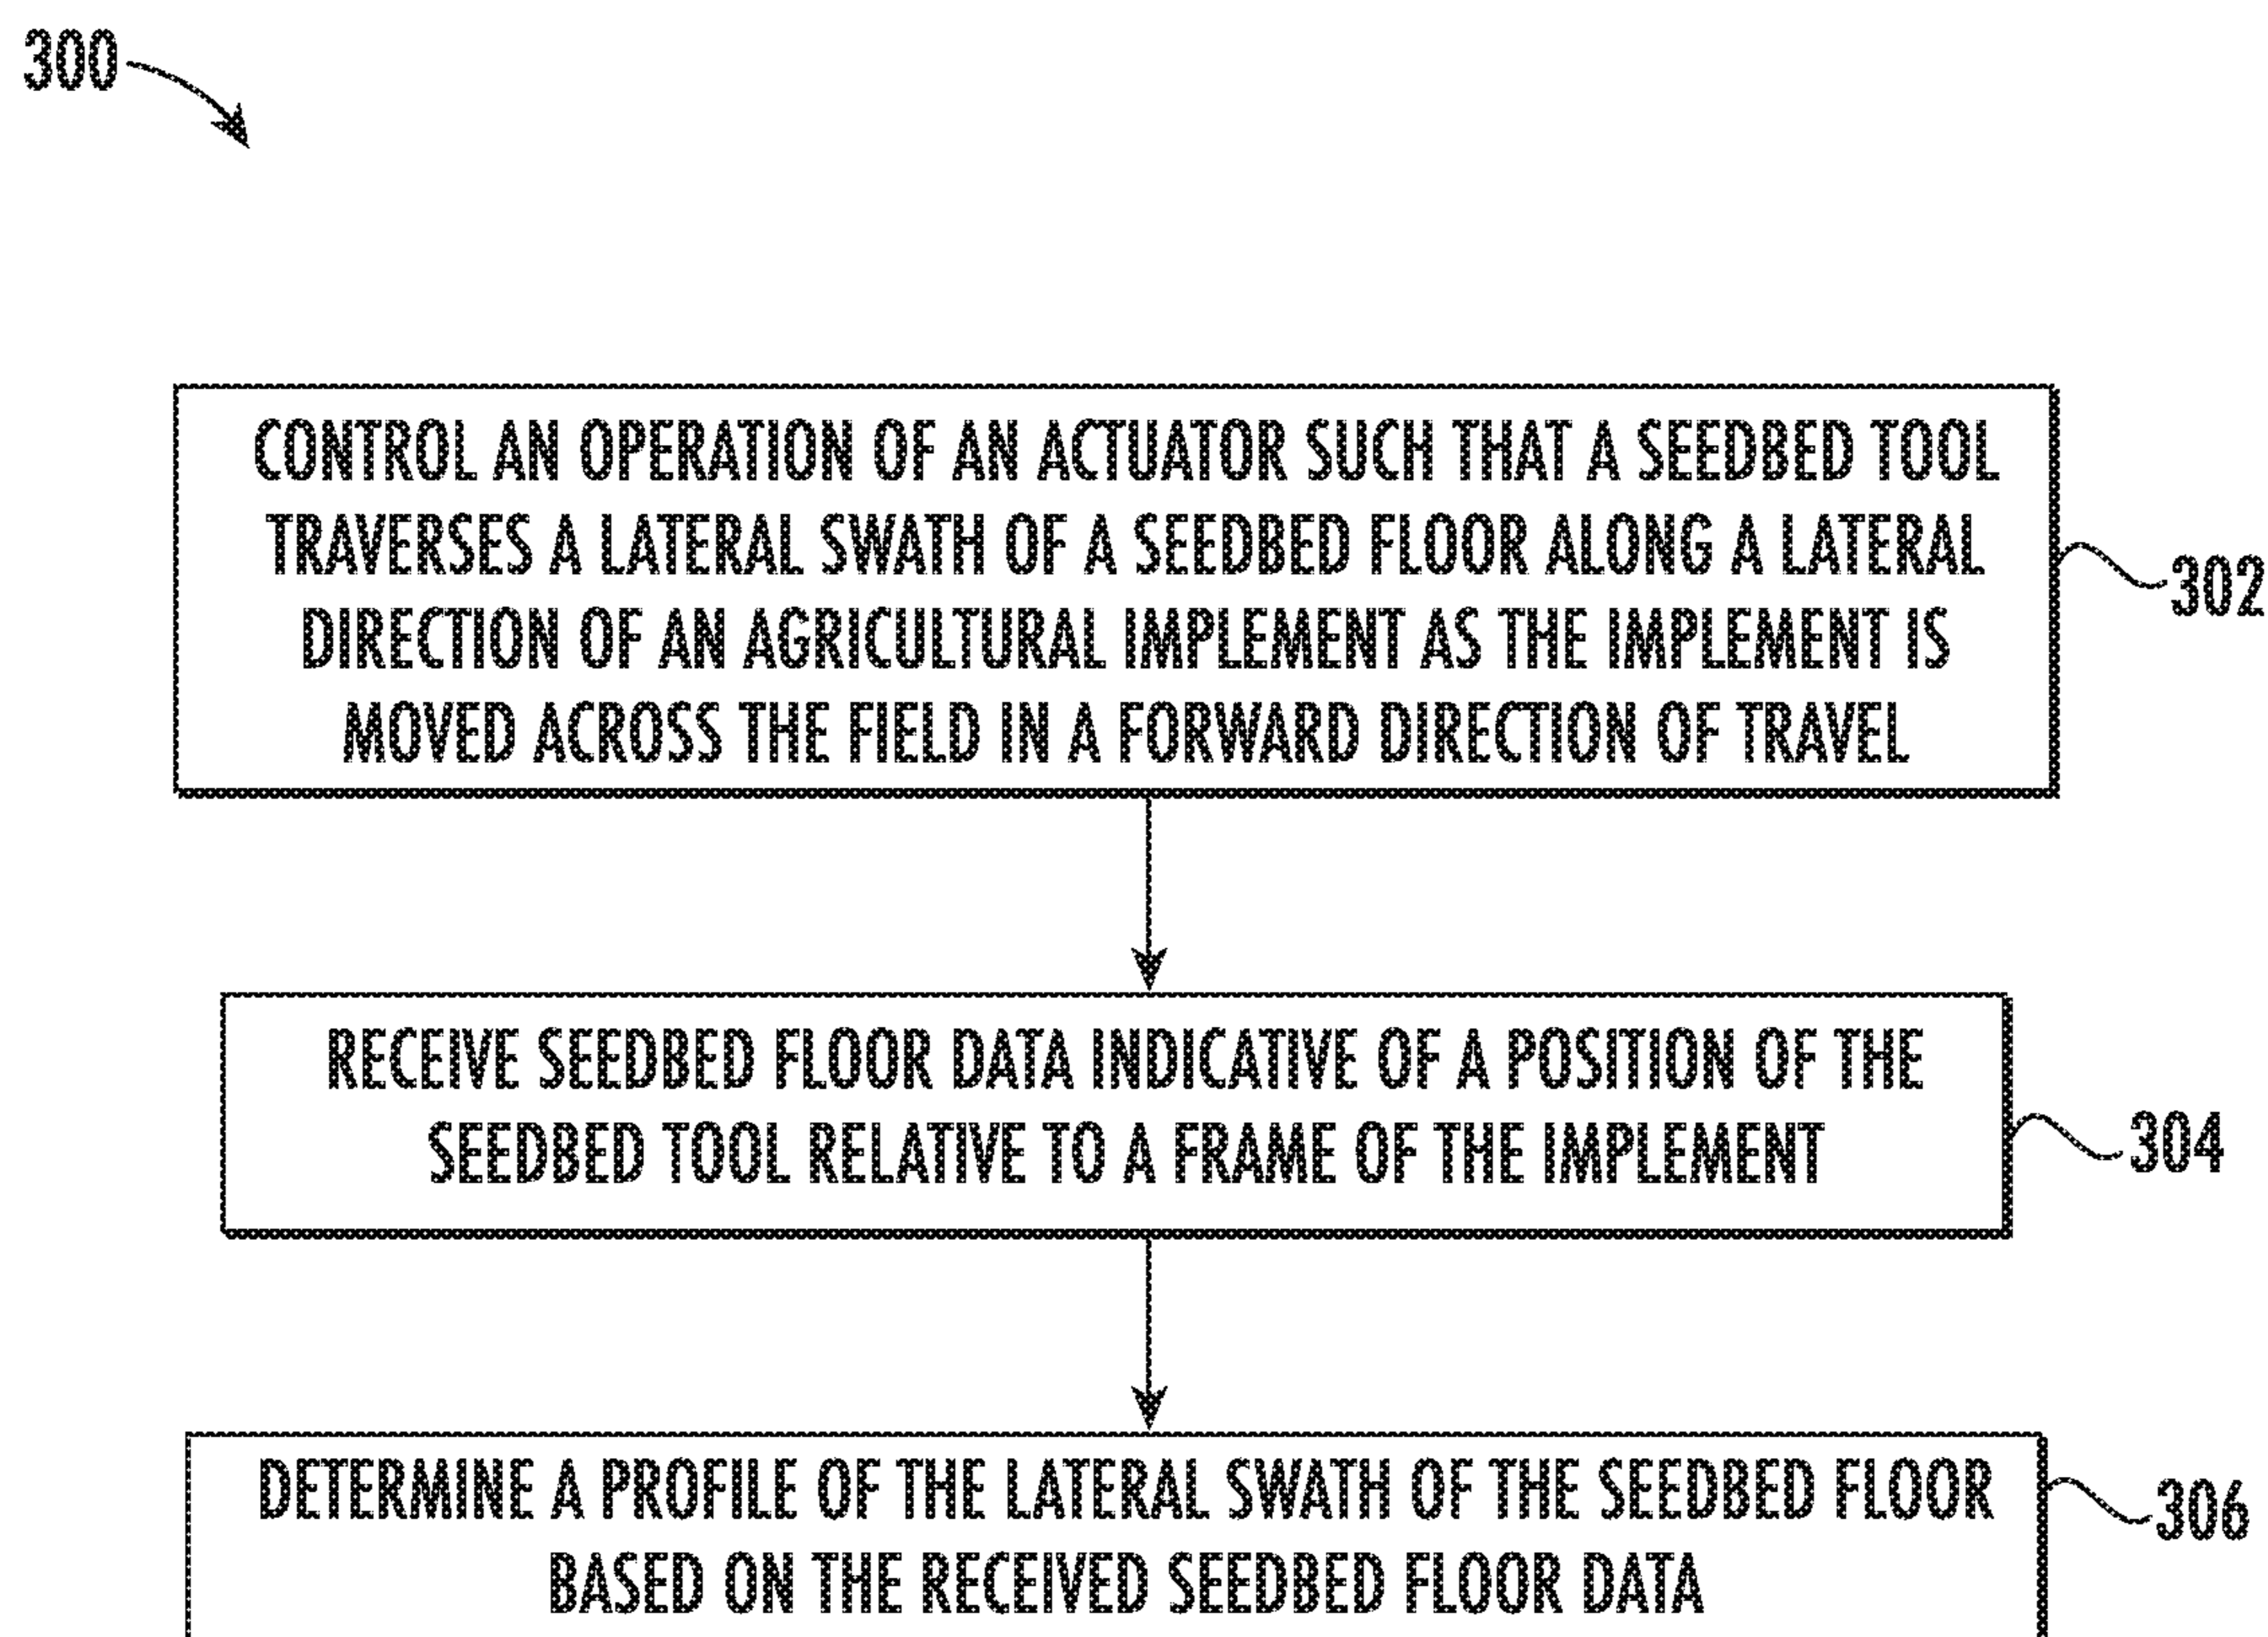 300
CONTROL AN OPERATION OF AN ACTUATOR SUCH THAT A SEEDBED TOOL
TRAVERSES A LATERAL SWATH OF A SEEDBED FLOOR ALONG A LATERAL
DIRECTION OF AN AGRICULTURAL IMPLEMENT AS THE IMPLEMENT IS
MOVED ACROSS THE FIELD IN A FORWARD DIRECTION OF TRAVEL
302
RECEIVE SEEDBED FLOOR DATA INDICATIVE OF A POSITION OF THE
SEEDBED TOOL RELATIVE TO A FRAME OF THE IMPLEMENT
304
DETERMINE A PROFILE OF THE LATERAL SWATH OF THE SEEDBED FLOOR
BASED ON THE RECEIVED SEEDBED FLOOR DATA
306